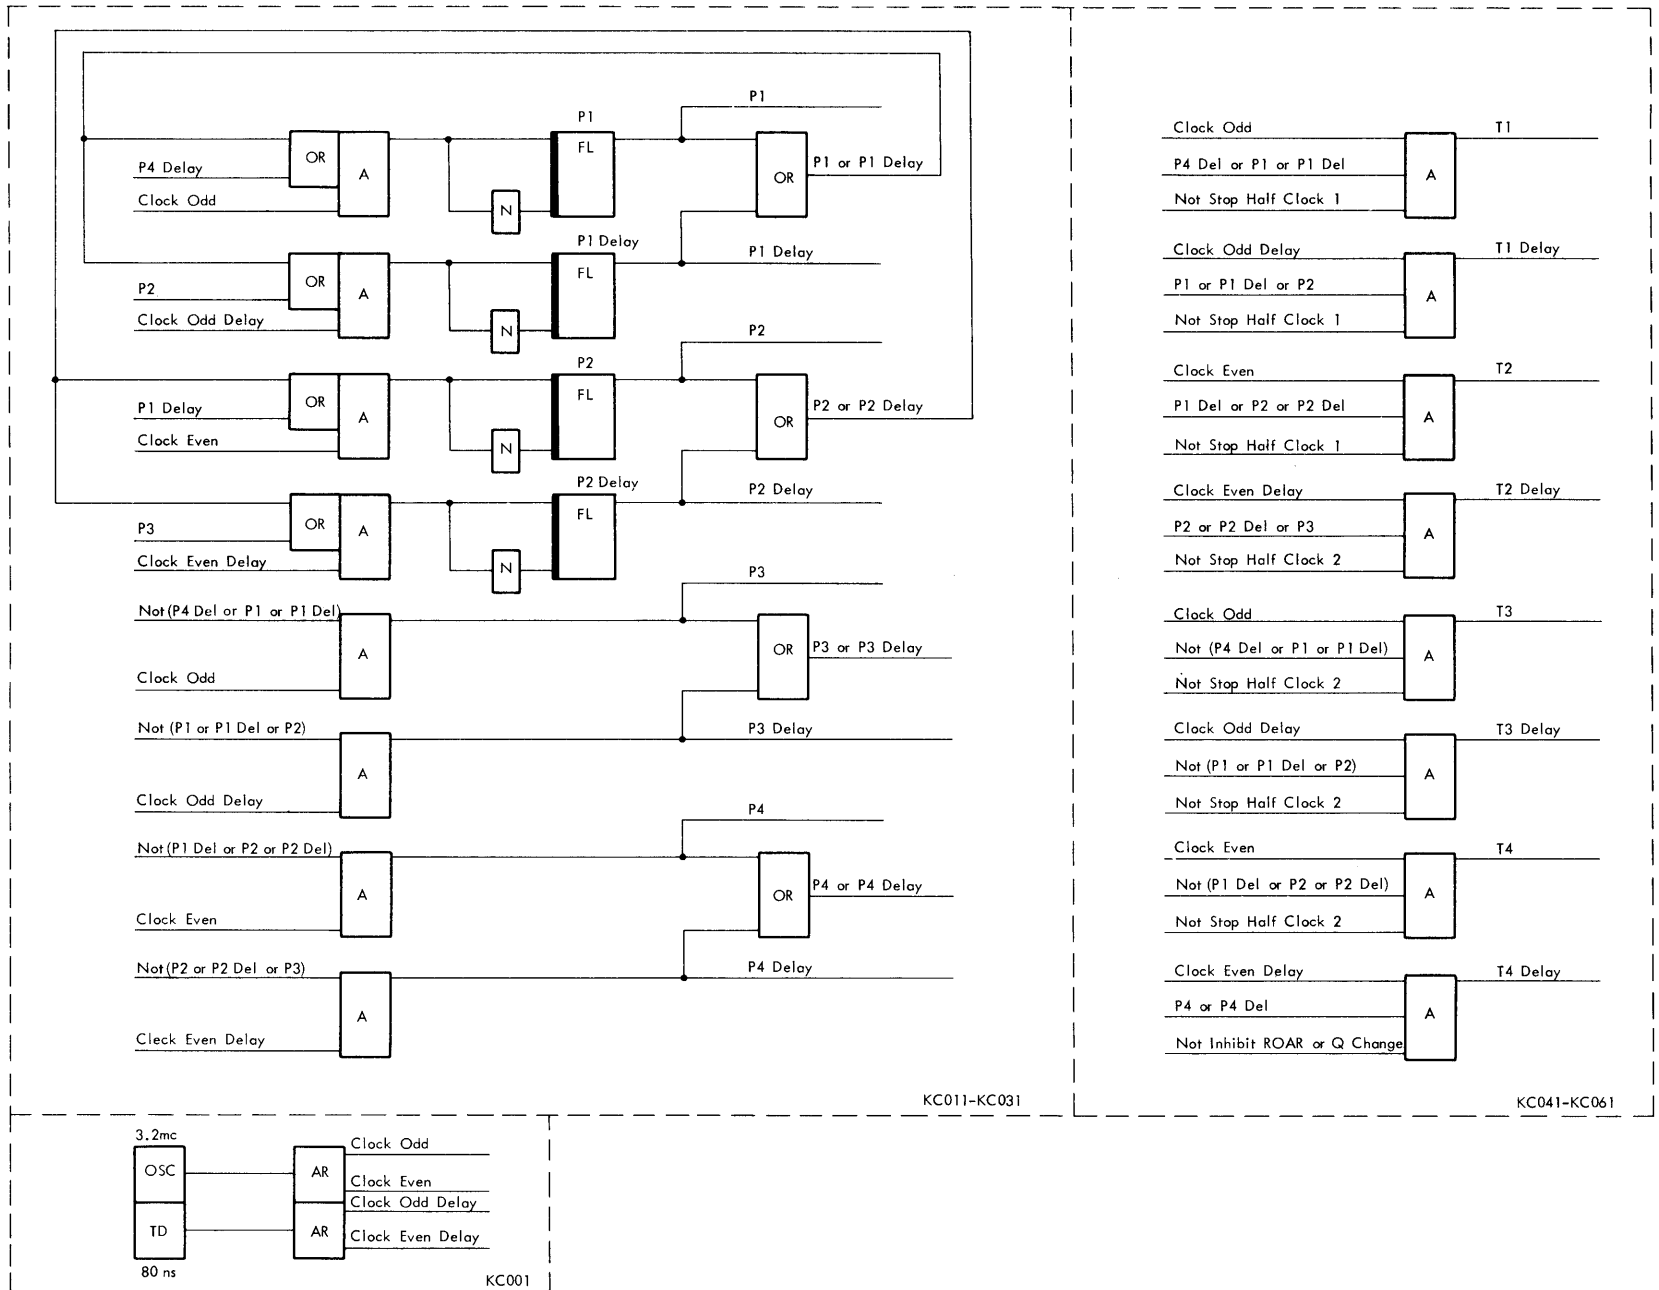 P1
P1
FL
OR
A
P4 Delay
Clock Odd
N
OR
P1 or P1 Delay
P1 Delay
P1 Delay
FL
OR
A
P2
Clock Odd Delay
N
P2
P2
FL
OR
A
P1 Delay
Clock Even
N
OR
P2 or P2 Delay
P2 Delay
P2 Delay
FL
OR
A
P3
Clock Even Delay
N
P3
Not (P4 Del or P1 or P1 Del)
A
Clock Odd
OR
P3 or P3 Delay
Not (P1 or P1 Del or P2)
A
P3 Delay
Clock Odd Delay
P4
Not (P1 Del or P2 or P2 Del)
A
Clock Even
OR
P4 or P4 Delay
Not (P2 or P2 Del or P3)
A
P4 Delay
Cleck Even Delay
KC011-KC031
Clock Odd
P4 Del or P1 or P1 Del
Not Stop Half Clock 1
A
T1
Clock Odd Delay
P1 or P1 Del or P2
Not Stop Half Clock 1
A
T1 Delay
Clock Even
P1 Del or P2 or P2 Del
Not Stop Half Clock 1
A
T2
Clock Even Delay
P2 or P2 Del or P3
Not Stop Half Clock 2
A
T2 Delay
Clock Odd
Not (P4 Del or P1 or P1 Del)
Not Stop Half Clock 2
A
T3
Clock Odd Delay
Not (P1 or P1 Del or P2)
Not Stop Half Clock 2
A
T3 Delay
Clock Even
Not (P1 Del or P2 or P2 Del)
Not Stop Half Clock 2
A
T4
Clock Even Delay
P4 or P4 Del
Not Inhibit ROAR or Q Change
A
T4 Delay
KC041-KC061
3.2mc
OSC
AR
Clock Odd
Clock Even
TD
AR
Clock Odd Delay
Clock Even Delay
80 ns
KC001